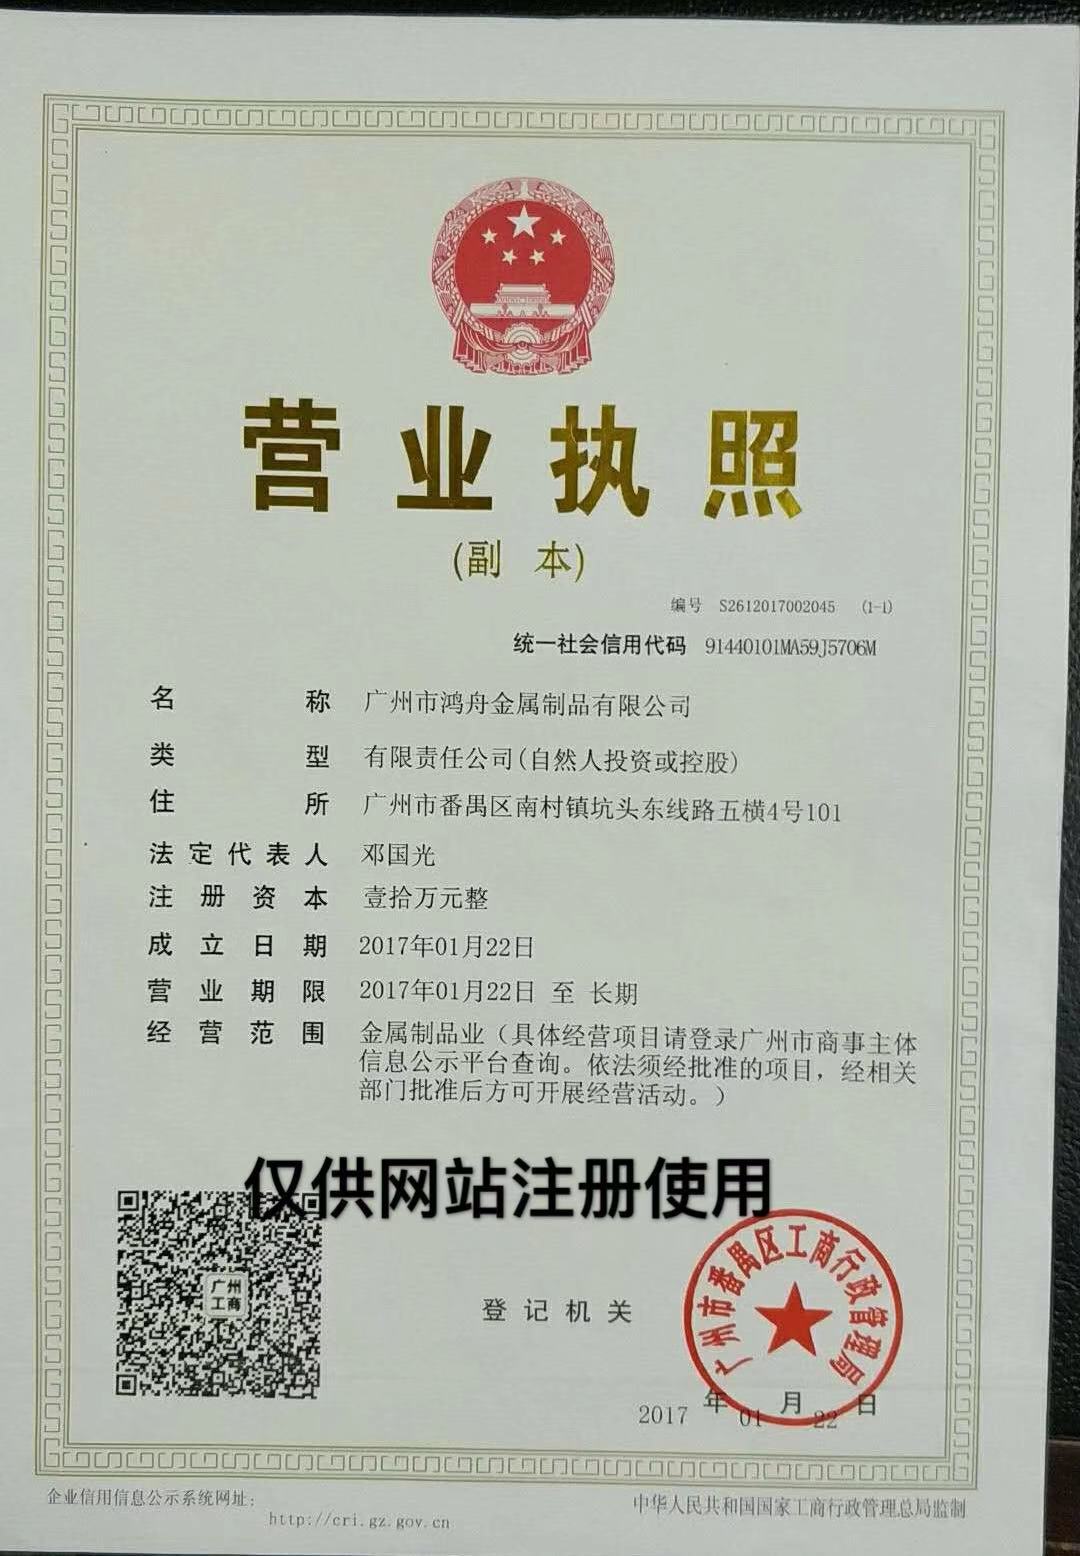 营业执照
(副 本)
编号 S2612017002045 (1-1)
统一社会信用代码 91440101MA59J5706M
名 称 广州市鸿舟金属制品有限公司
类 型 有限责任公司(自然人投资或控股)
住 所 广州市番禺区南村镇坑头东线路五横4号101
法定代表人 邓国光
注 册 资 本 壹拾万元整
成 立 日 期 2017年01月22日
营 业 期 限 2017年01月22日 至 长期
经 营 范 围 金属制品业（具体经营项目请登录广州市商事主体
信息公示平台查询。依法须经批准的项目，经相关
部门批准后方可开展经营活动。）
仅供网站注册使用
广州
工商
登 记 机 关
广州市番禺区工商行政管理局
2017 年 01 月 22 日
企业信用信息公示系统网址：
http://cri.gz.gov.cn
中华人民共和国国家工商行政管理总局监制